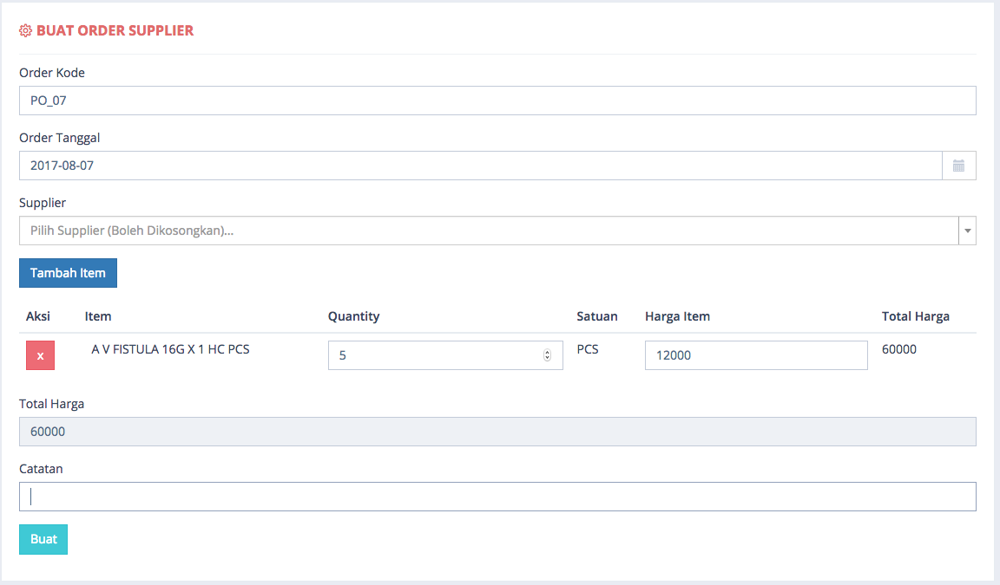 BUAT ORDER SUPPLIER
Order Kode
PO_07
Order Tanggal
2017-08-07
Supplier
Pilih Supplier (Boleh Dikosongkan)...
Tambah Item
Aksi Item Quantity Satuan Harga Item Total Harga
x A V FISTULA 16G X 1 HC PCS 5 PCS 12000 60000
Total Harga
60000
Catatan
Buat